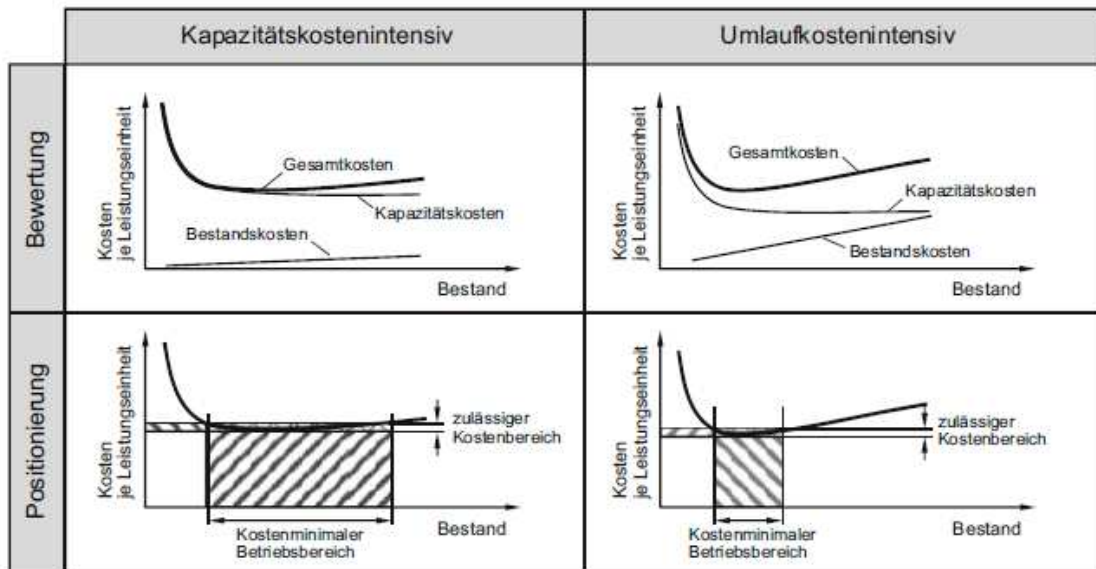 Kapazitätskostenintensiv
Umlaufkostenintensiv
Bewertung
Kosten
je Leistungseinheit
Gesamtkosten
Kapazitätskosten
Bestandskosten
Bestand
Kosten
je Leistungseinheit
Gesamtkosten
Kapazitätskosten
Bestandskosten
Bestand
Positionierung
Kosten
je Leistungseinheit
zulässiger
Kostenbereich
Bestand
Kostenminimaler
Betriebsbereich
Kosten
je Leistungseinheit
zulässiger
Kostenbereich
Bestand
Kostenminimaler
Betriebsbereich